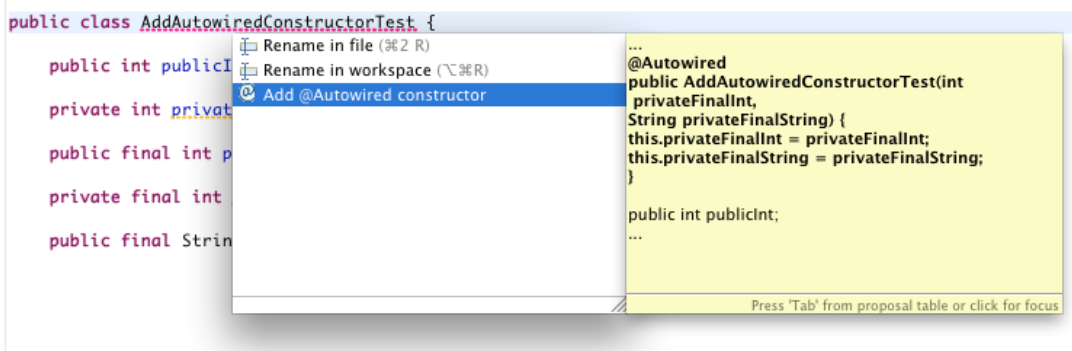 public class AddAutowiredConstructorTest {
public int publicI
private int privat
public final int p
private final int
public final Strin
Rename in file (⌘2 R)
Rename in workspace (⌥⌘R)
Add @Autowired constructor
...
@Autowired
public AddAutowiredConstructorTest(int
privateFinalInt,
String privateFinalString) {
this.privateFinalInt = privateFinalInt;
this.privateFinalString = privateFinalString;
}
public int publicInt;
...
Press 'Tab' from proposal table or click for focus